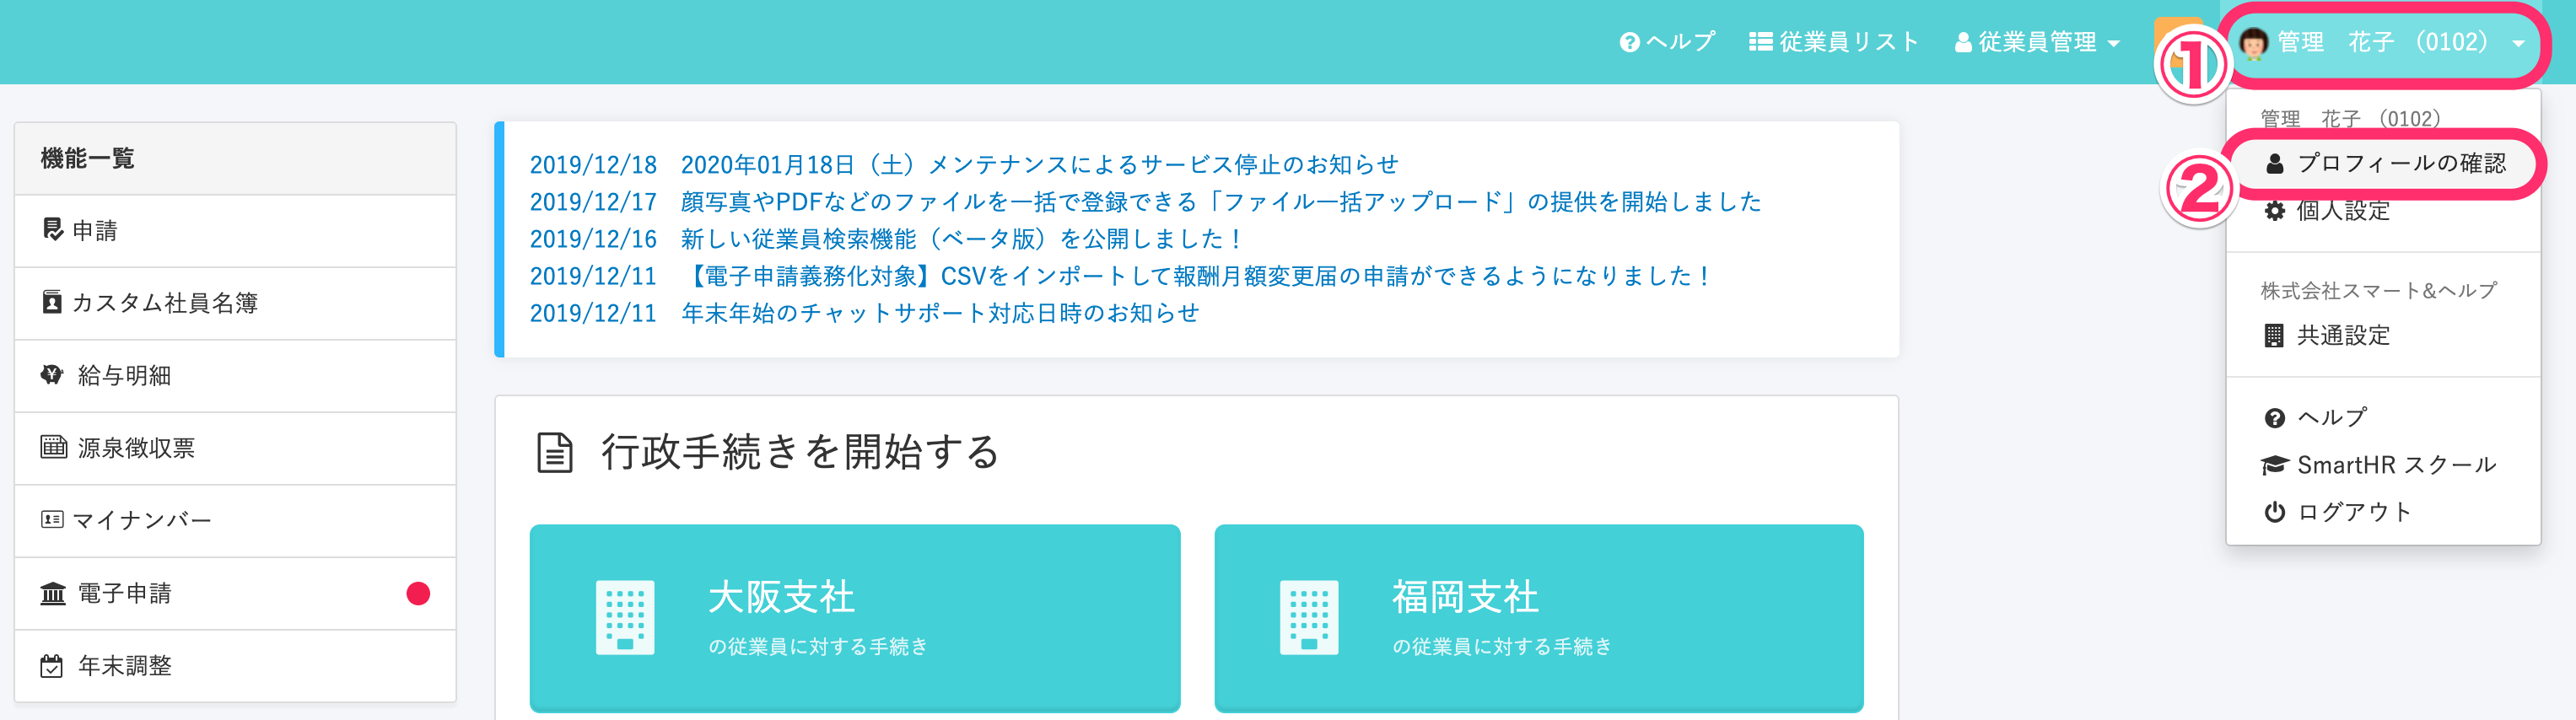 ヘルプ 従業員リスト 従業員管理 管理 花子 （0102）
①
管理 花子 （0102）
② プロフィールの確認
個人設定
株式会社スマート&ヘルプ
共通設定
ヘルプ
SmartHR スクール
ログアウト
機能一覧
申請
カスタム社員名簿
給与明細
源泉徴収票
マイナンバー
電子申請
年末調整
2019/12/18 2020年01月18日（土）メンテナンスによるサービス停止のお知らせ
2019/12/17 顔写真やPDFなどのファイルを一括で登録できる「ファイル一括アップロード」の提供を開始しました
2019/12/16 新しい従業員検索機能（ベータ版）を公開しました！
2019/12/11 【電子申請義務化対象】CSVをインポートして報酬月額変更届の申請ができるようになりました！
2019/12/11 年末年始のチャットサポート対応日時のお知らせ
行政手続きを開始する
大阪支社
の従業員に対する手続き
福岡支社
の従業員に対する手続き